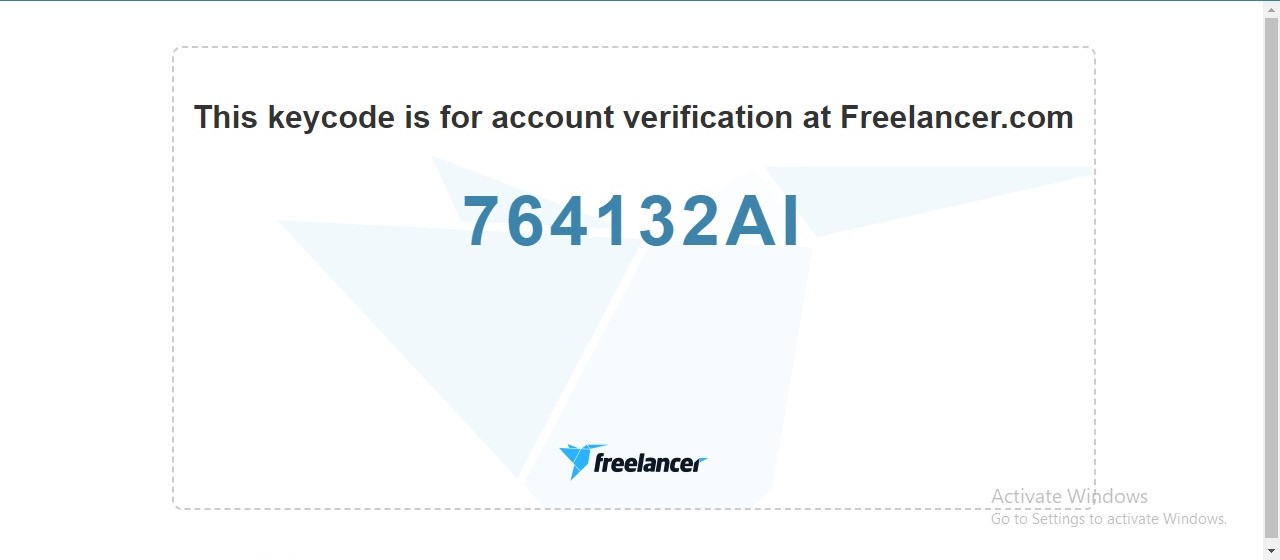 This keycode is for account verification at Freelancer.com
764132AI
freelancer
Activate Windows
Go to Settings to activate Windows.